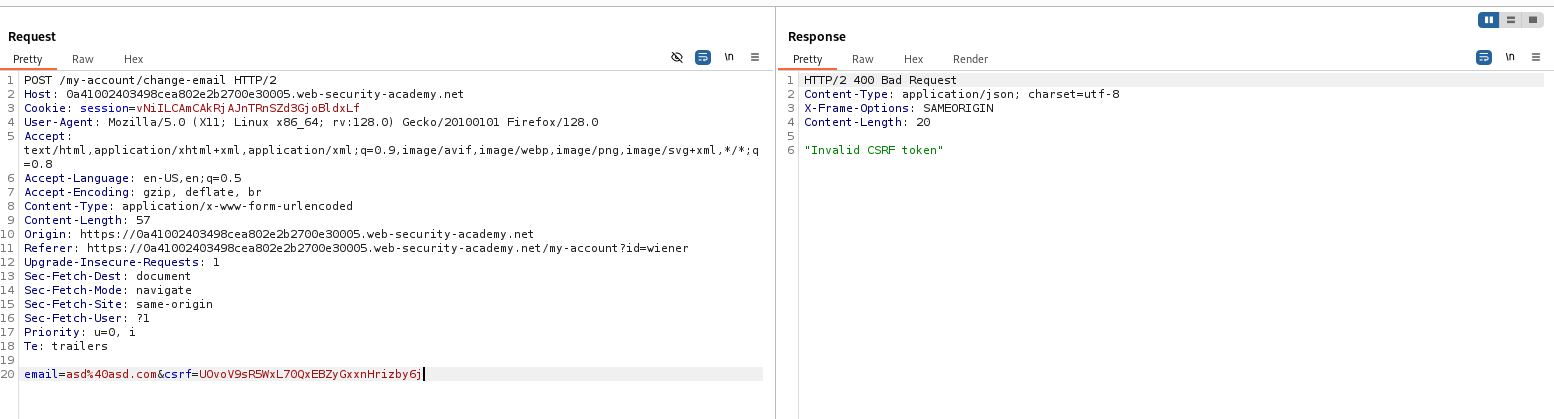 Request
Pretty Raw Hex
\n
1 POST /my-account/change-email HTTP/2
2 Host: 0a41002403498cea802e2b2700e30005.web-security-academy.net
3 Cookie: session=vNiILCAmCAkRjAJnTRnSZd3GjoBldxLf
4 User-Agent: Mozilla/5.0 (X11; Linux x86_64; rv:128.0) Gecko/20100101 Firefox/128.0
5 Accept:
text/html,application/xhtml+xml,application/xml;q=0.9,image/avif,image/webp,image/png,image/svg+xml,*/*;q
=0.8
6 Accept-Language: en-US,en;q=0.5
7 Accept-Encoding: gzip, deflate, br
8 Content-Type: application/x-www-form-urlencoded
9 Content-Length: 57
10 Origin: https://0a41002403498cea802e2b2700e30005.web-security-academy.net
11 Referer: https://0a41002403498cea802e2b2700e30005.web-security-academy.net/my-account?id=wiener
12 Upgrade-Insecure-Requests: 1
13 Sec-Fetch-Dest: document
14 Sec-Fetch-Mode: navigate
15 Sec-Fetch-Site: same-origin
16 Sec-Fetch-User: ?1
17 Priority: u=0, i
18 Te: trailers
19
20 email=asd%40asd.com&csrf=UOvoV9sR5WxL70QxEBZyGxxnHrizby6j
Response
Pretty Raw Hex Render
\n
1 HTTP/2 400 Bad Request
2 Content-Type: application/json; charset=utf-8
3 X-Frame-Options: SAMEORIGIN
4 Content-Length: 20
5
6 "Invalid CSRF token"